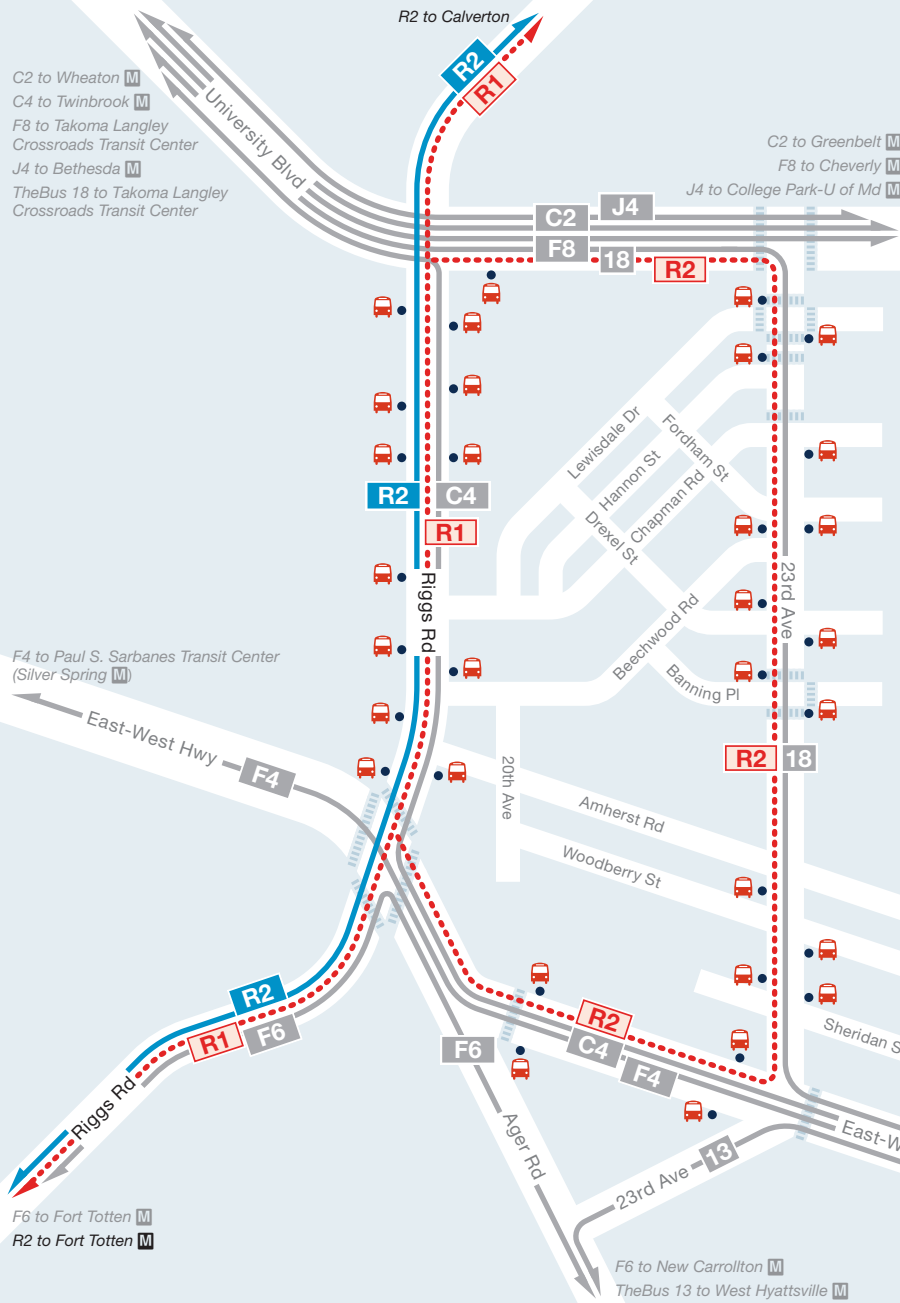 R2 to Calverton
R2
R1
C2 to Wheaton M
C4 to Twinbrook M
F8 to Takoma Langley
Crossroads Transit Center
J4 to Bethesda M
TheBus 18 to Takoma Langley
Crossroads Transit Center
University Blvd
C2 to Greenbelt M
F8 to Cheverly M
J4 to College Park-U of Md M
J4
C2
F8
18
R2
Lewisdale Dr
Fordham St
Hannon St
Chapman Rd
Drexel St
R2
C4
R1
Riggs Rd
23rd Ave
Beechwood Rd
Banning Pl
F4 to Paul S. Sarbanes Transit Center
(Silver Spring M)
East-West Hwy
F4
20th Ave
R2
18
Amherst Rd
Woodberry St
R2
R1
F6
R2
C4
F4
F6
Sheridan S
Riggs Rd
Ager Rd
East-W
23rd Ave
13
F6 to Fort Totten M
R2 to Fort Totten M
F6 to New Carrollton M
TheBus 13 to West Hyattsville M